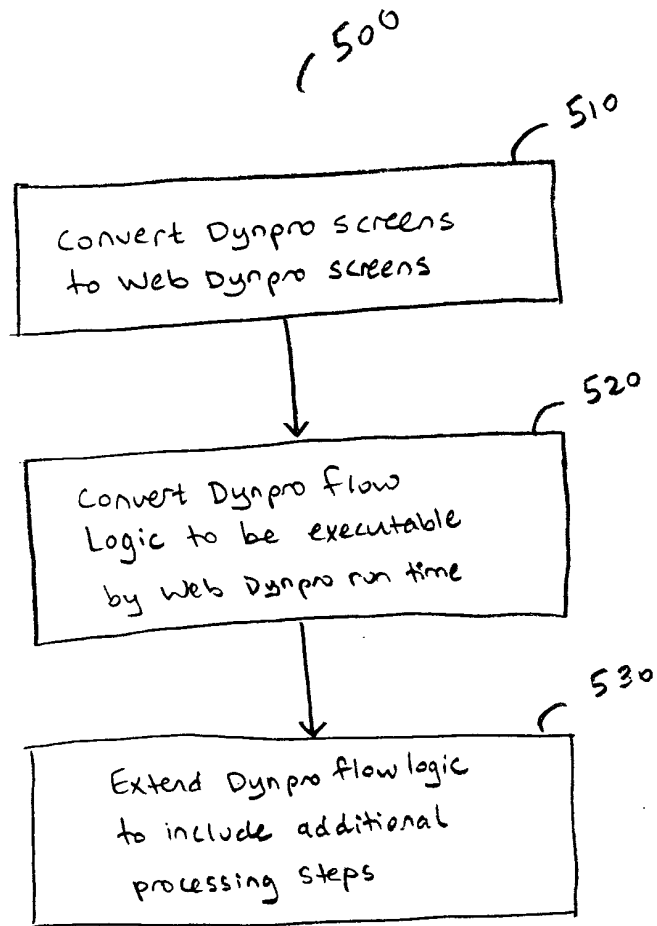 500
510
Convert Dynpro screens
to Web Dynpro screens
520
Convert Dynpro flow
Logic to be executable
by Web Dynpro run time
530
Extend Dynpro flow logic
to include additional
processing steps